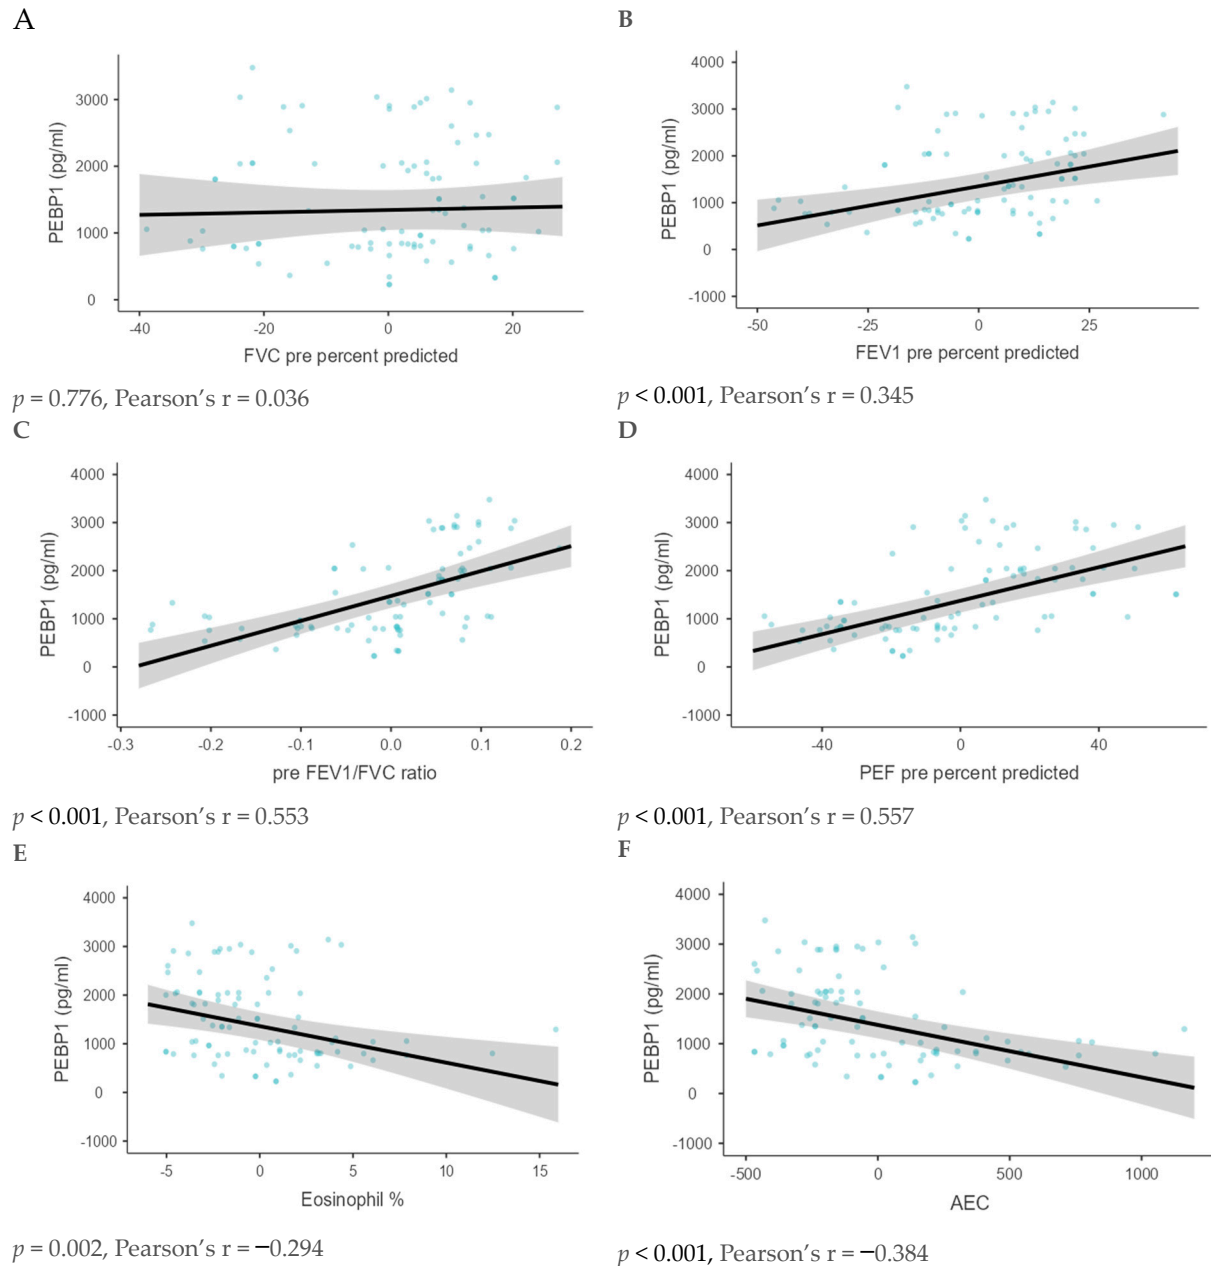 A
PEBP1 (pg/ml)
3000
2000
1000
0
-40
-20
0
20
FVC pre percent predicted
p = 0.776, Pearson's r = 0.036
B
PEBP1 (pg/ml)
4000
3000
2000
1000
0
-1000
-50
-25
0
25
FEV1 pre percent predicted
p < 0.001, Pearson's r = 0.345
C
PEBP1 (pg/ml)
4000
3000
2000
1000
0
-1000
-0.3
-0.2
-0.1
0.0
0.1
0.2
pre FEV1/FVC ratio
p < 0.001, Pearson's r = 0.553
D
PEBP1 (pg/ml)
4000
3000
2000
1000
0
-1000
-40
0
40
PEF pre percent predicted
p < 0.001, Pearson's r = 0.557
E
PEBP1 (pg/ml)
4000
3000
2000
1000
0
-1000
-5
0
5
10
15
Eosinophil %
p = 0.002, Pearson's r = −0.294
F
PEBP1 (pg/ml)
4000
3000
2000
1000
0
-1000
-500
0
500
1000
AEC
p < 0.001, Pearson's r = −0.384